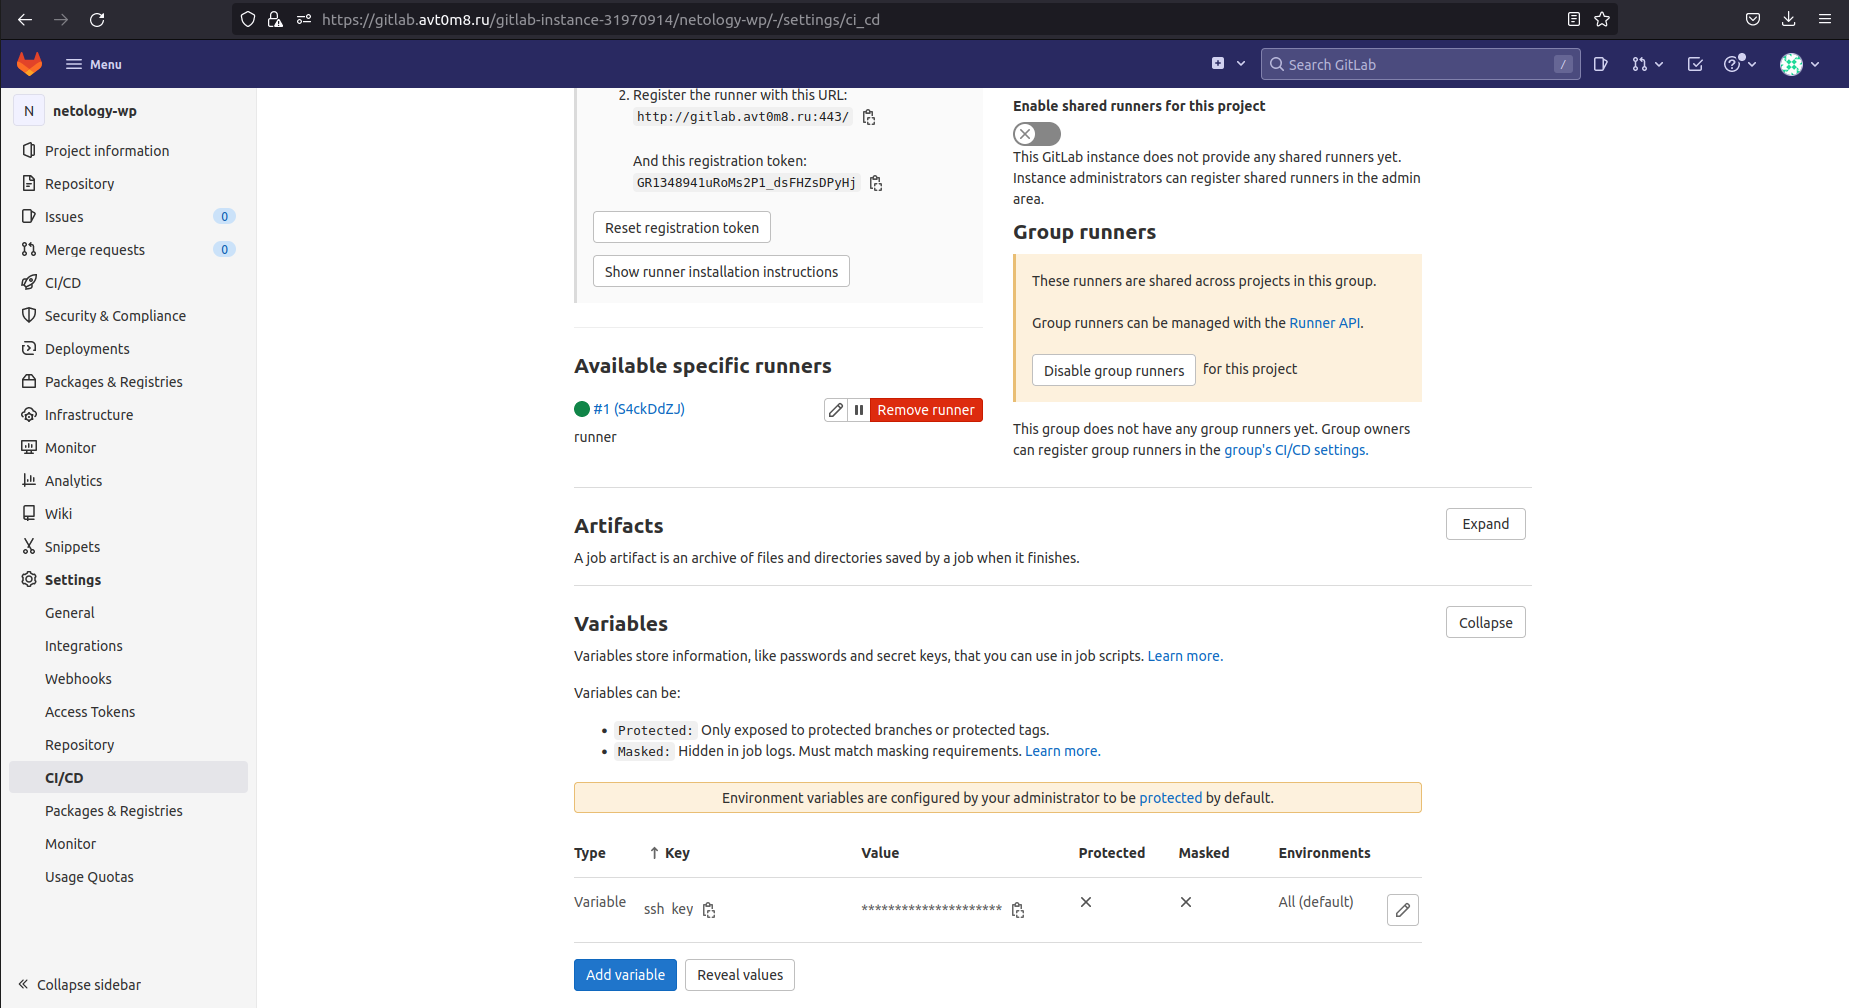 https://gitlab.avt0m8.ru/gitlab-instance-31970914/netology-wp/-/settings/ci_cd
Menu
Search GitLab
/
N
netology-wp
Project information
Repository
Issues
0
Merge requests
0
CI/CD
Security & Compliance
Deployments
Packages & Registries
Infrastructure
Monitor
Analytics
Wiki
Snippets
Settings
General
Integrations
Webhooks
Access Tokens
Repository
CI/CD
Packages & Registries
Monitor
Usage Quotas
Collapse sidebar
2. Register the runner with this URL:
http://gitlab.avt0m8.ru:443/
And this registration token:
GR1348941uRoMs2P1_dsFHZsDPyHj
Reset registration token
Show runner installation instructions
Available specific runners
#1 (S4ckDdZJ)
Remove runner
runner
Enable shared runners for this project
This GitLab instance does not provide any shared runners yet.
Instance administrators can register shared runners in the admin
area.
Group runners
These runners are shared across projects in this group.
Group runners can be managed with the Runner API.
Disable group runners
for this project
This group does not have any group runners yet. Group owners
can register group runners in the group's CI/CD settings.
Artifacts
Expand
A job artifact is an archive of files and directories saved by a job when it finishes.
Variables
Collapse
Variables store information, like passwords and secret keys, that you can use in job scripts. Learn more.
Variables can be:
• Protected: Only exposed to protected branches or protected tags.
• Masked: Hidden in job logs. Must match masking requirements. Learn more.
Environment variables are configured by your administrator to be protected by default.
Type ↑ Key Value Protected Masked Environments
Variable ssh_key ********************* All (default)
Add variable
Reveal values